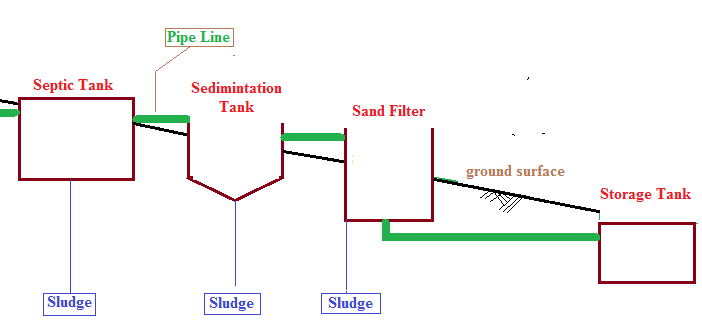 Pipe Line
Septic Tank
Sedimintation
Tank
Sand Filter
ground surface
Storage Tank
Sludge
Sludge
Sludge